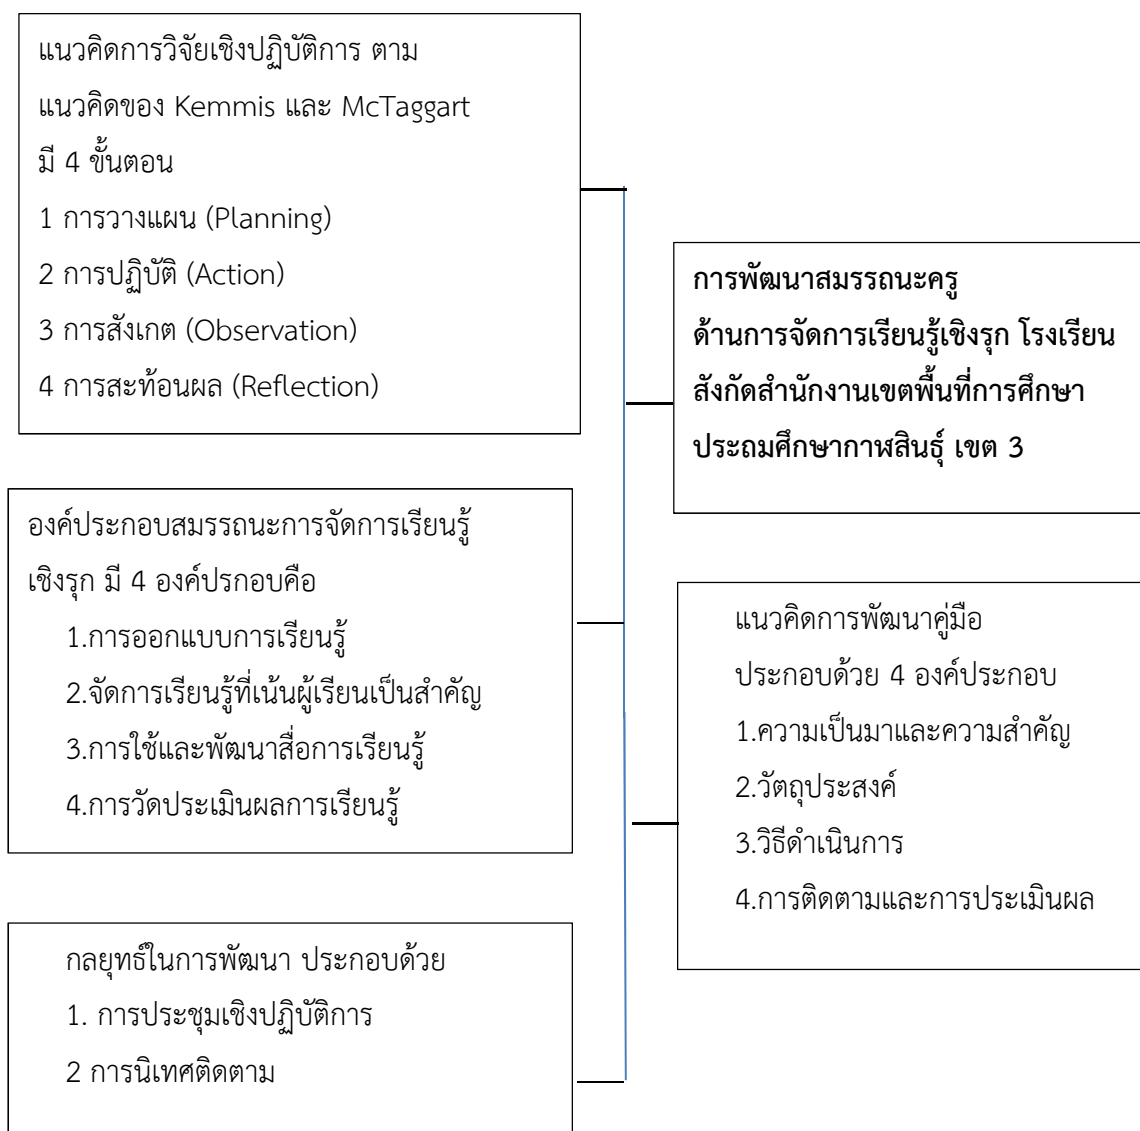 แนวคิดการวิจัยเชิงปฏิบัติการ ตาม
แนวคิดของ Kemmis และ McTaggart
มี 4 ขั้นตอน
1 การวางแผน (Planning)
2 การปฏิบัติ (Action)
3 การสังเกต (Observation)
4 การสะท้อนผล (Reflection)
องค์ประกอบสมรรถนะการจัดการเรียนรู้
เชิงรุก มี 4 องค์ปรกอบคือ
1.การออกแบบการเรียนรู้
2.จัดการเรียนรู้ที่เน้นผู้เรียนเป็นสำคัญ
3.การใช้และพัฒนาสื่อการเรียนรู้
4.การวัดประเมินผลการเรียนรู้
กลยุทธ์ในการพัฒนา ประกอบด้วย
1. การประชุมเชิงปฏิบัติการ
2 การนิเทศติดตาม
การพัฒนาสมรรถนะครู
ด้านการจัดการเรียนรู้เชิงรุก โรงเรียน
สังกัดสำนักงานเขตพื้นที่การศึกษา
ประถมศึกษากาฬสินธุ์ เขต 3
แนวคิดการพัฒนาคู่มือ
ประกอบด้วย 4 องค์ประกอบ
1.ความเป็นมาและความสำคัญ
2.วัตถุประสงค์
3.วิธีดำเนินการ
4.การติดตามและการประเมินผล